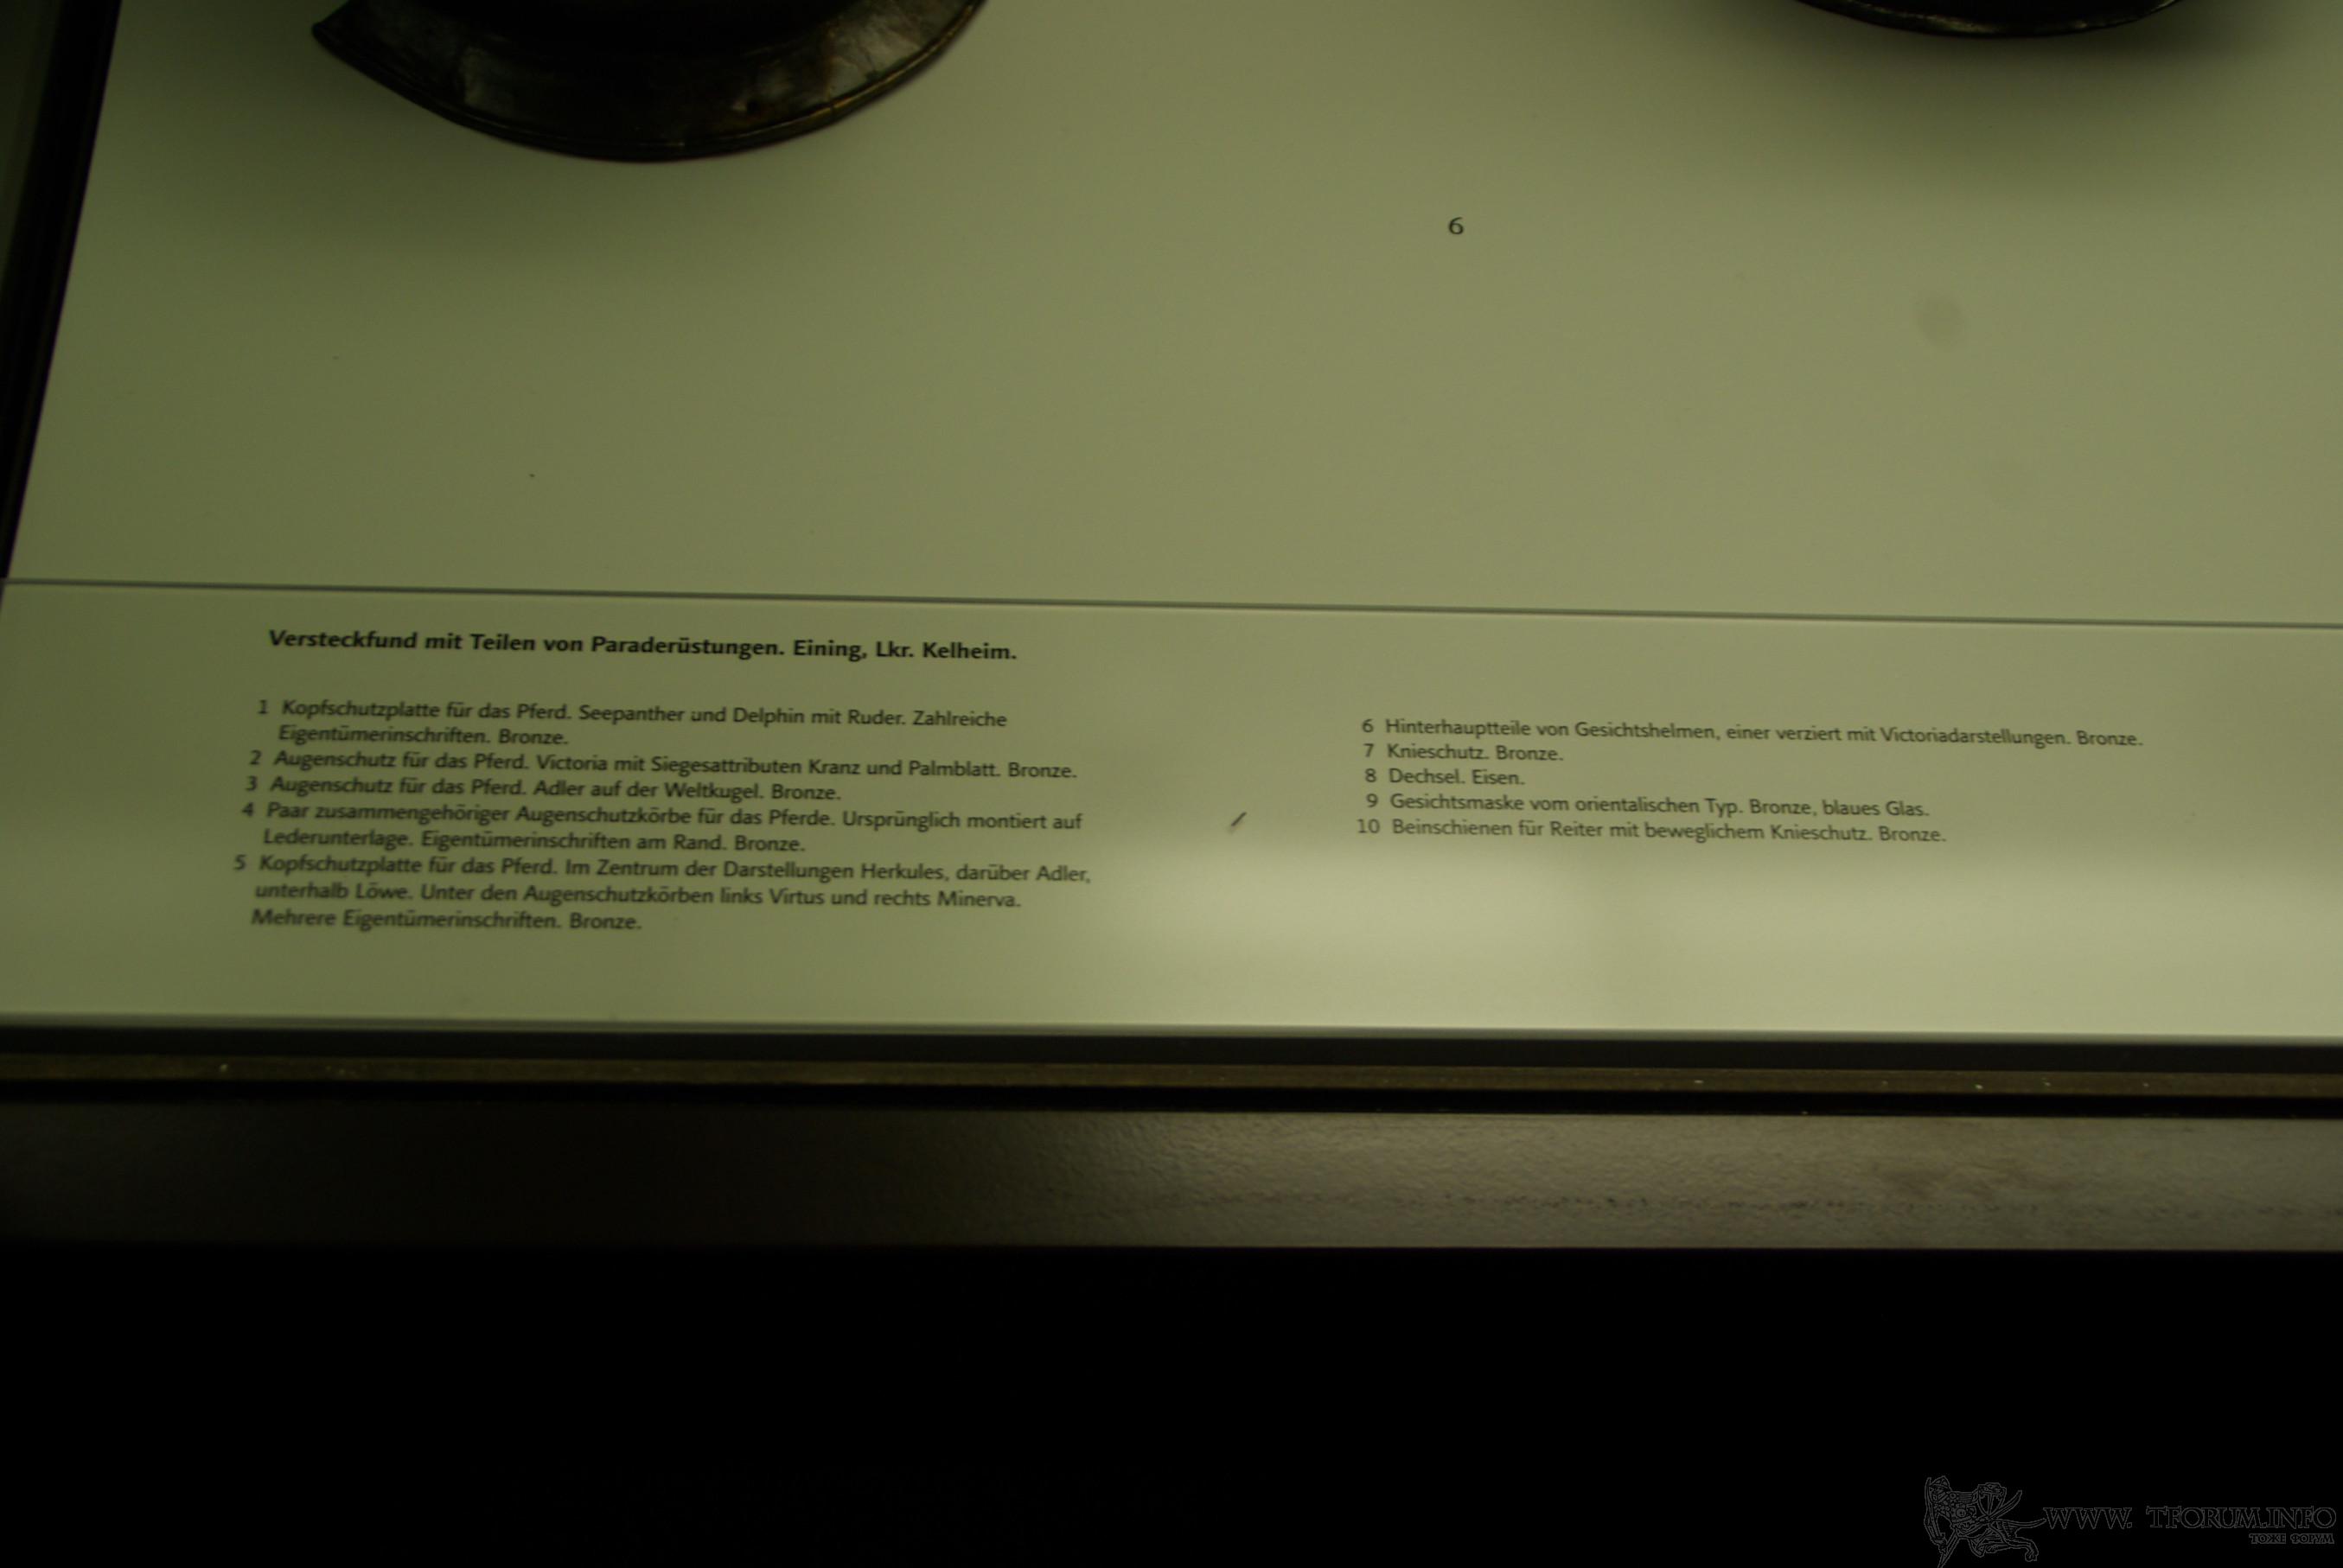 6
Versteckfund mit Teilen von Paraderüstungen. Eining, Lkr. Kelheim.
1 Kopfschutzplatte für das Pferd. Seepanther und Delphin mit Ruder. Zahlreiche
Eigentümerinschriften. Bronze.
2 Augenschutz für das Pferd. Victoria mit Siegesattributen Kranz und Palmblatt. Bronze.
3 Augenschutz für das Pferd. Adler auf der Weltkugel. Bronze.
4 Paar zusammengehöriger Augenschutzkörbe für das Pferde. Ursprünglich montiert auf
Lederunterlage. Eigentümerinschriften am Rand. Bronze.
5 Kopfschutzplatte für das Pferd. Im Zentrum der Darstellungen Herkules, darüber Adler,
unterhalb Löwe. Unter den Augenschutzkörben links Virtus und rechts Minerva.
Mehrere Eigentümerinschriften. Bronze.
6 Hinterhauptteile von Gesichtshelmen, einer verziert mit Victoriadarstellungen. Bronze.
7 Knieschutz. Bronze.
8 Dechsel. Eisen.
9 Gesichtsmaske vom orientalischen Typ. Bronze, blaues Glas.
10 Beinschienen für Reiter mit beweglichem Knieschutz. Bronze.
WWW. TFORUM.INFO
ТОЖЕ ФОРУМ